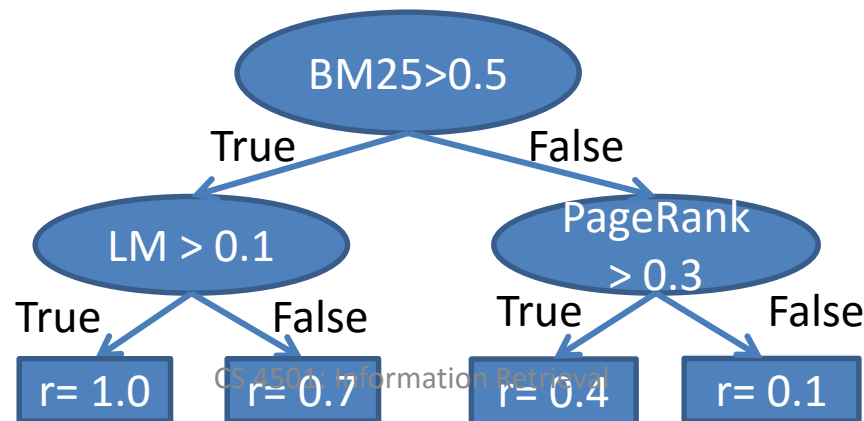 BM25>0.5
True
False
LM > 0.1
PageRank
> 0.3
True
False
True
False
r= 1.0
r= 0.7
r= 0.4
r= 0.1
CS 4501: Information Retrieval